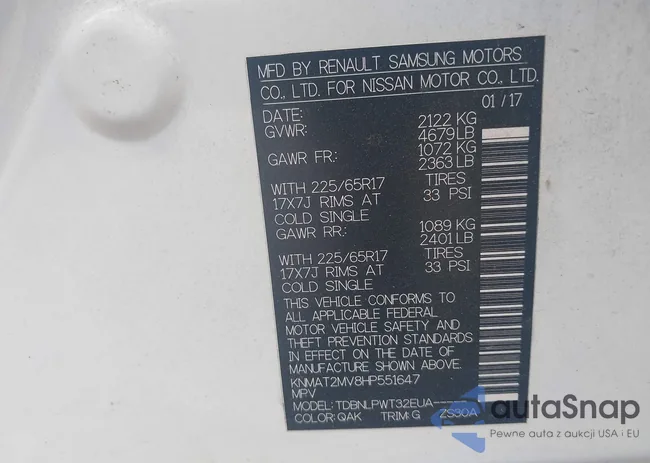 MFD BY RENAULT SAMSUNG MOTORS
CO., LTD. FOR NISSAN MOTOR CO., LTD.
DATE: 01 / 17
GVWR: 2122 KG
4679 LB
GAWR FR: 1072 KG
2363 LB
WITH 225/65R17 TIRES
17X7J RIMS AT 33 PSI
COLD SINGLE
GAWR RR: 1089 KG
2401 LB
WITH 225/65R17 TIRES
17X7J RIMS AT 33 PSI
COLD SINGLE
THIS VEHICLE CONFORMS TO
ALL APPLICABLE FEDERAL
MOTOR VEHICLE SAFETY AND
THEFT PREVENTION STANDARDS
IN EFFECT ON THE DATE OF
MANUFACTURE SHOWN ABOVE.
KNMAT2MV8HP551647
MPV
MODEL: TDBNLPWT32EUA-
COLOR: QAK TRIM: G ZS30A
autaSnap
Pewne auta z aukcji USA i EU